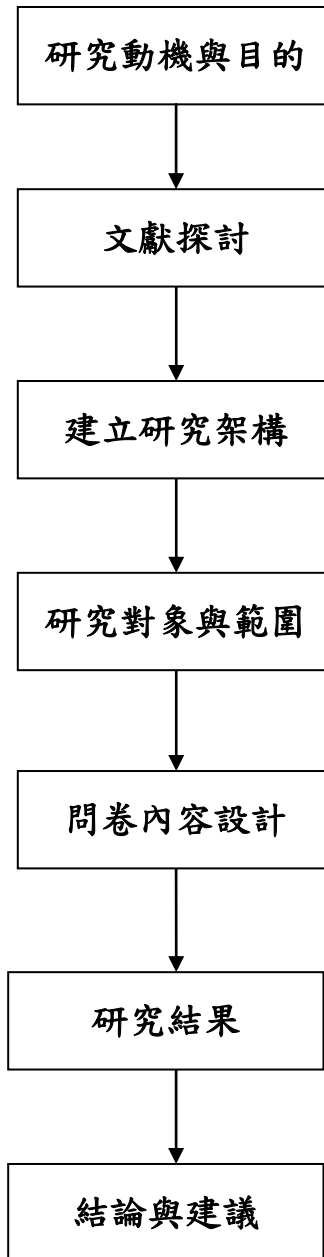 研究動機與目的
文獻探討
建立研究架構
研究對象與範圍
問卷內容設計
研究結果
結論與建議